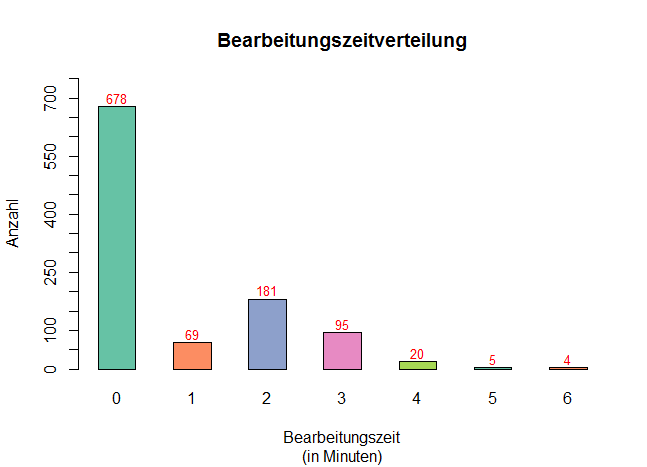 Bearbeitungszeitverteilung
Anzahl
700
550
400
250
100
0
678
69
181
95
20
5
4
0 1 2 3 4 5 6
Bearbeitungszeit
(in Minuten)